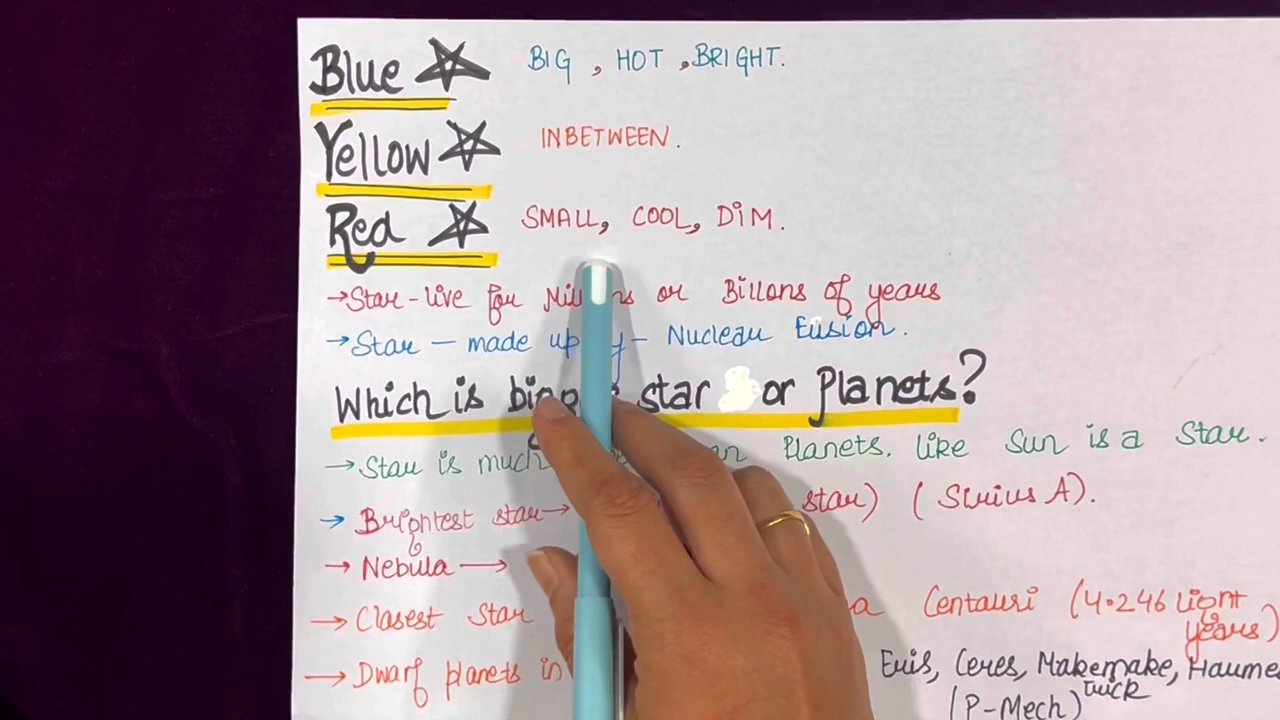 Blue ☆ BIG , HOT , BRIGHT.
Yellow ☆ INBETWEEN .
Red ☆ SMALL, COOL, DIM .
→Star-live for or Billons of years
→Star – made up – Nuclear Fusion .
Which is star or Planets?
→Star is much Planets. like Sun is a Star.
→ Brightest star→ star) ( Sirius A).
→ Nebula →
→ Closest Star Centauri (4.246 Light years)
→ Dwarf planets in Euis, Ceres, Makemake,
(P-Mech) Trick